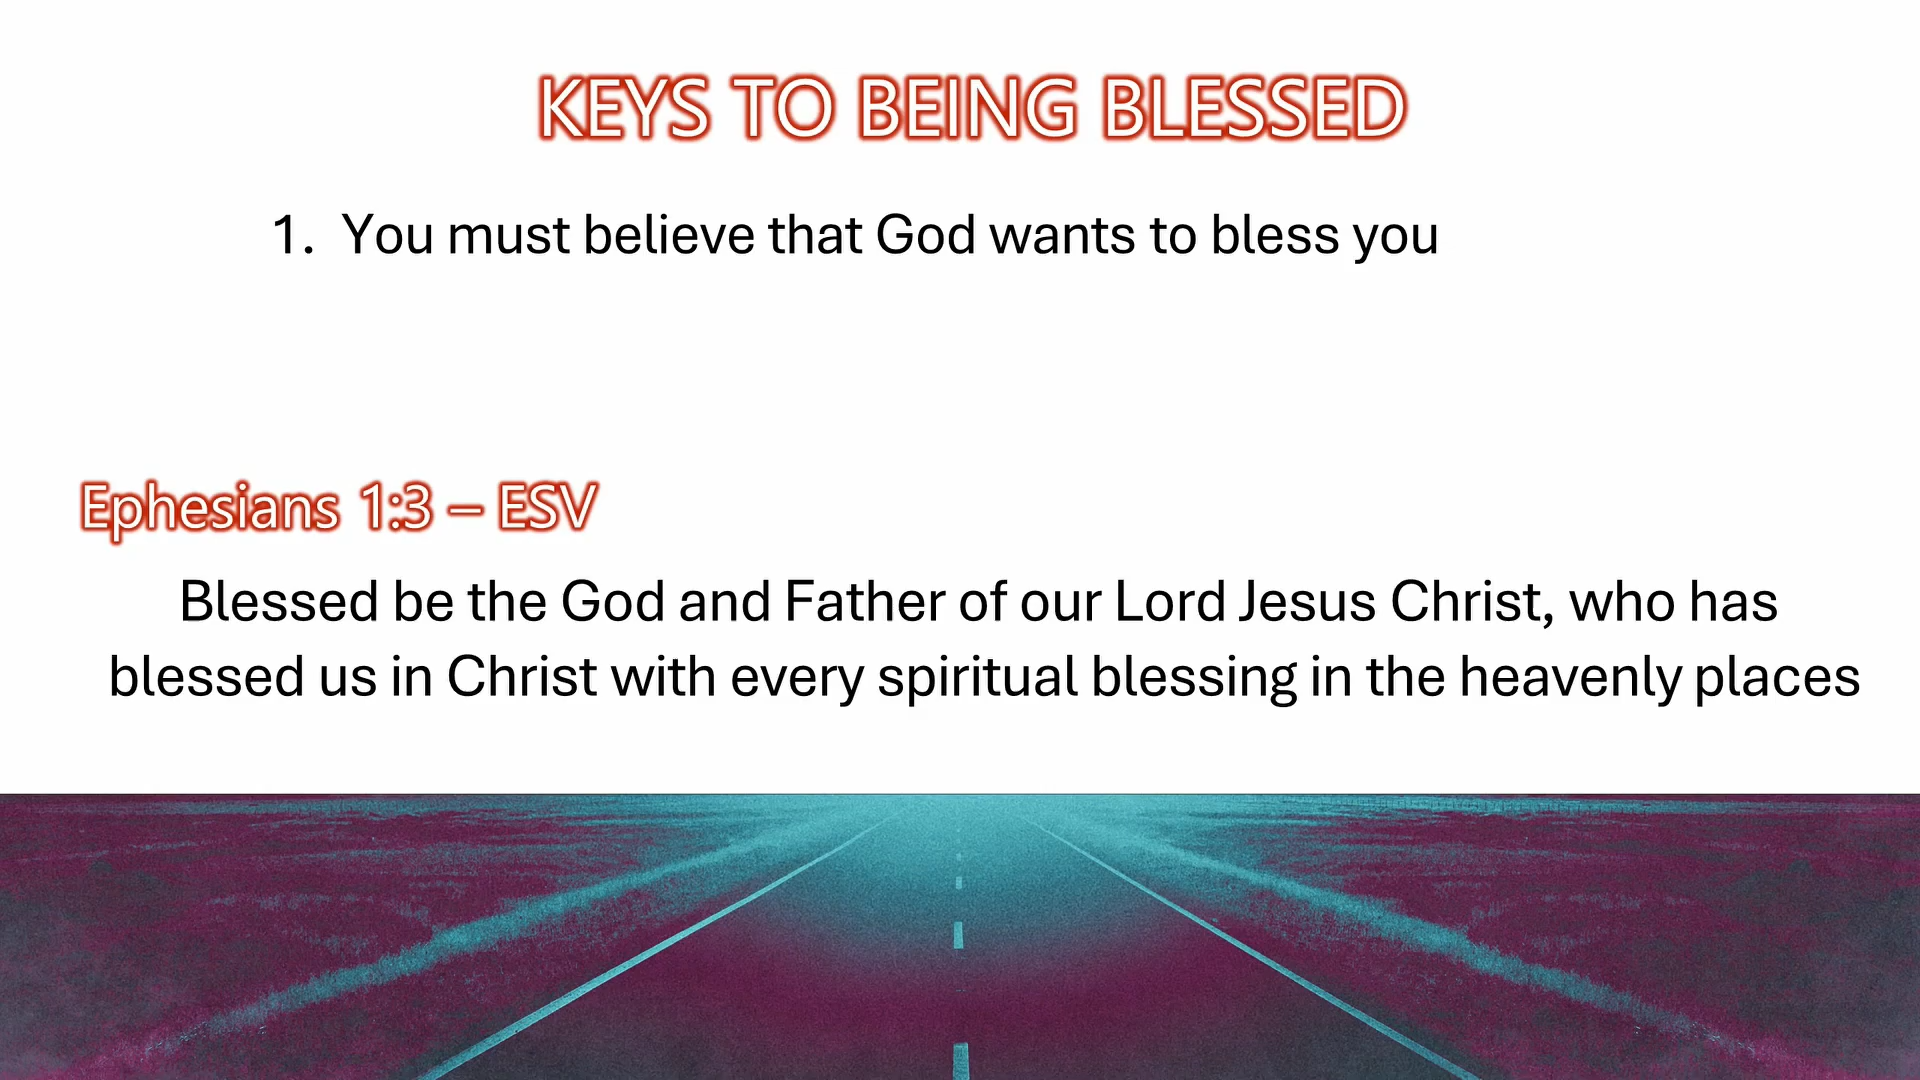 KEYS TO BEING BLESSED
1. You must believe that God wants to bless you
Ephesians 1:3 – ESV
Blessed be the God and Father of our Lord Jesus Christ, who has
blessed us in Christ with every spiritual blessing in the heavenly places